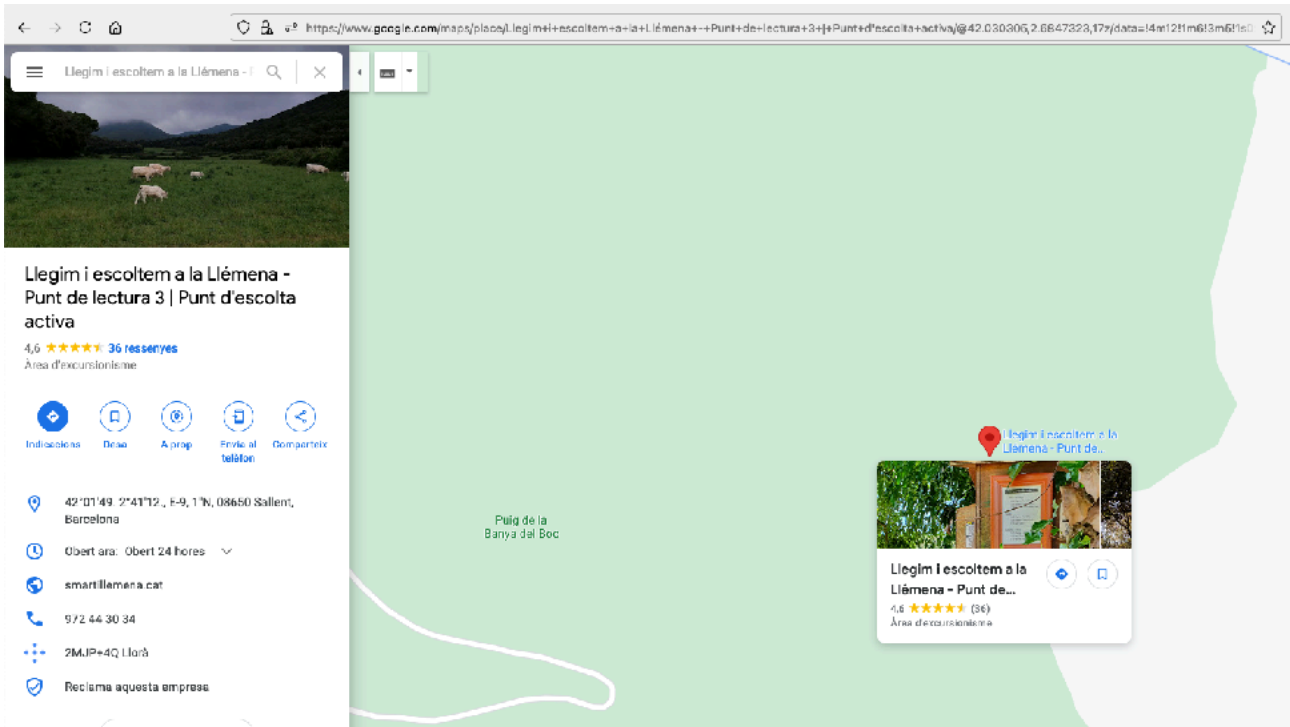 https://www.google.com/maps/place/Llegim+i+escoltem+a+la+Llémena+-+Punt+de+lectura+3+|+Punt+d'escolta+activa/@42.030305,2.6847323,17z/data=!4m12!1m6!3m5!1s0
Llegim i escoltem a la Llémena - P
Llegim i escoltem a la Llémena -
Punt de lectura 3 | Punt d'escolta
activa
4,6 36 ressenyes
Àrea d'excursionisme
Indicacions Desa A prop Envia al telèfon Comparteix
42°01'49. 2°41'12., E-9, 1°N, 08650 Sallent,
Barcelona
Obert ara: Obert 24 hores
smartillemena.cat
972 44 30 34
2MJP+4Q Llorà
Reclama aquesta empresa
Puig de la
Banya del Boc
Llegim i escoltem a la
Llémena - Punt de...
Llegim i escoltem a la
Llémena - Punt de...
4,6 (36)
Àrea d'excursionisme